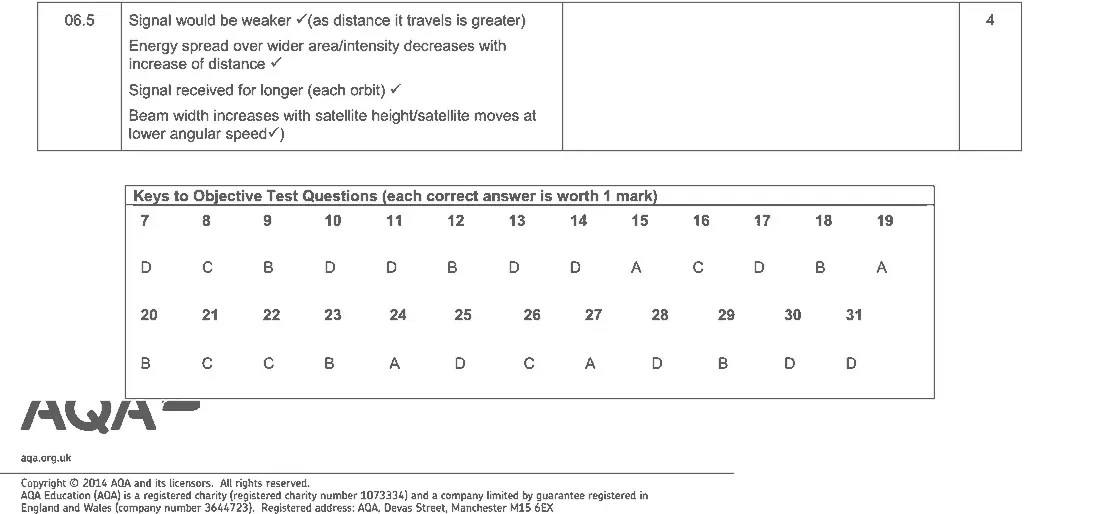 06.5 Signal would be weaker ✓(as distance it travels is greater) 4
Energy spread over wider area/intensity decreases with
increase of distance ✓
Signal received for longer (each orbit) ✓
Beam width increases with satellite height/satellite moves at
lower angular speed✓)
Keys to Objective Test Questions (each correct answer is worth 1 mark)
7 8 9 10 11 12 13 14 15 16 17 18 19
D C B D D B D D A C D B A
20 21 22 23 24 25 26 27 28 29 30 31
B C C B A D C A D B D D
AQA
aqa.org.uk
Copyright © 2014 AQA and its licensors. All rights reserved.
AQA Education (AQA) is a registered charity (registered charity number 1073334) and a company limited by guarantee registered in
England and Wales (company number 3644723). Registered address: AQA, Devas Street, Manchester M15 6EX